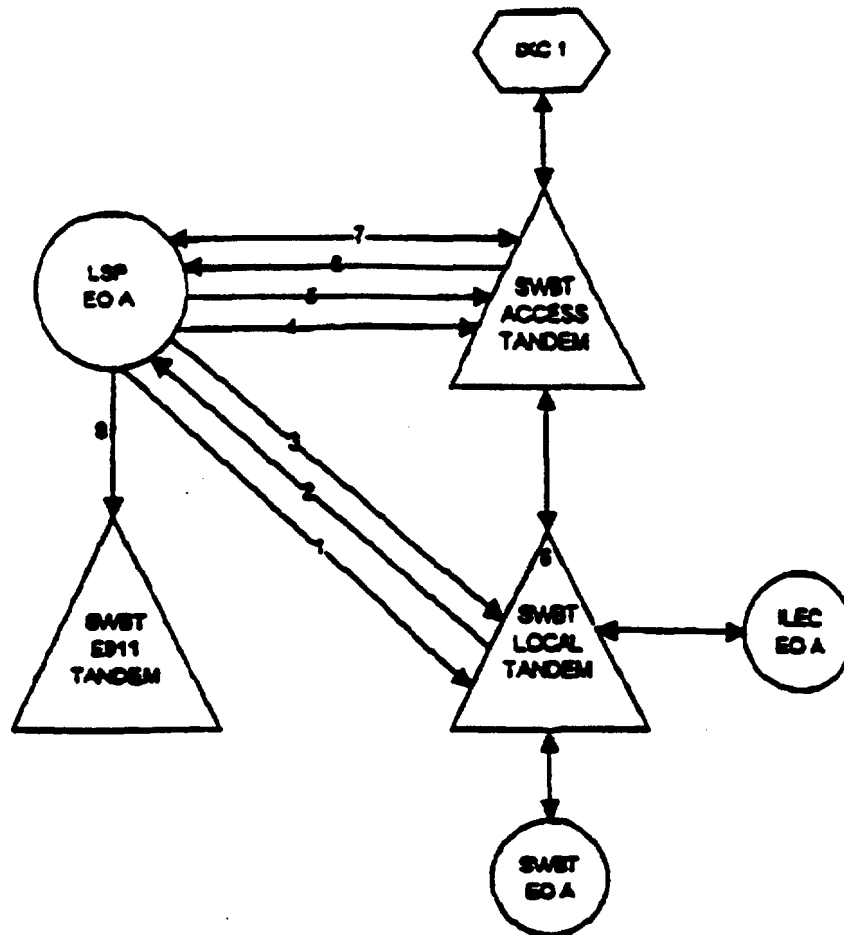 IXC 1
7
6
5
4
LSP
EO A
SWBT
ACCESS
TANDEM
8
3
2
1
SWBT
E911
TANDEM
SWBT
LOCAL
TANDEM
ILEC
EO A
SWBT
EO A